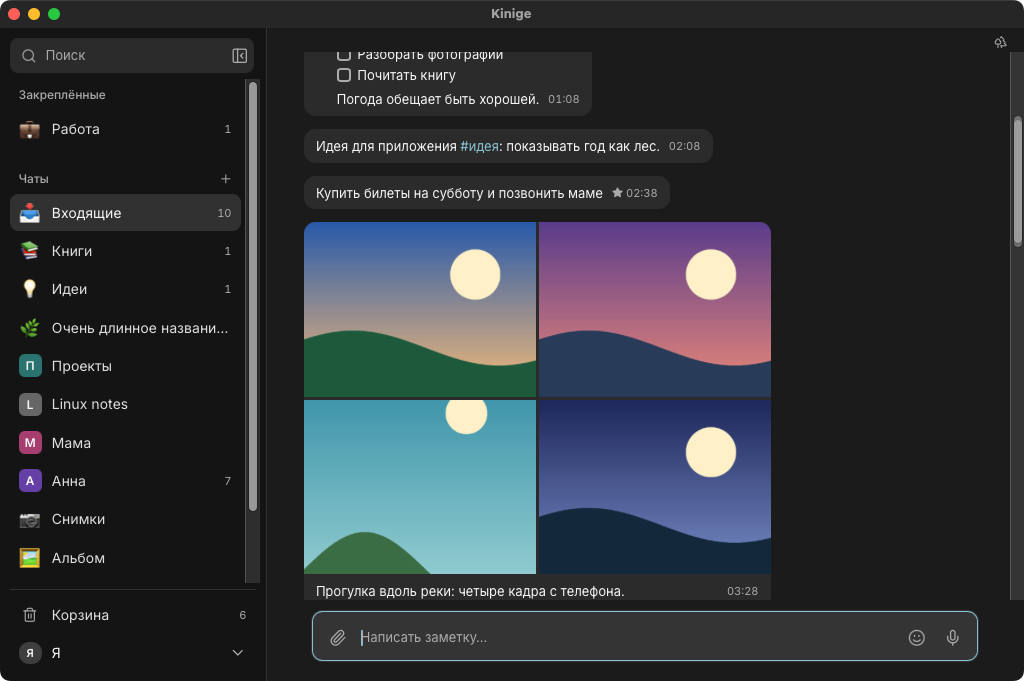 Kinige
Поиск
Закреплённые
Работа 1
Чаты
Входящие 10
Книги 1
Идеи 1
Очень длинное названи...
П Проекты
L Linux notes
М Мама
А Анна 7
Снимки
Альбом
Корзина 6
Я Я
Разобрать фотографии
Почитать книгу
Погода обещает быть хорошей. 01:08
Идея для приложения #идея: показывать год как лес. 02:08
Купить билеты на субботу и позвонить маме 02:38
Прогулка вдоль реки: четыре кадра с телефона. 03:28
Написать заметку...